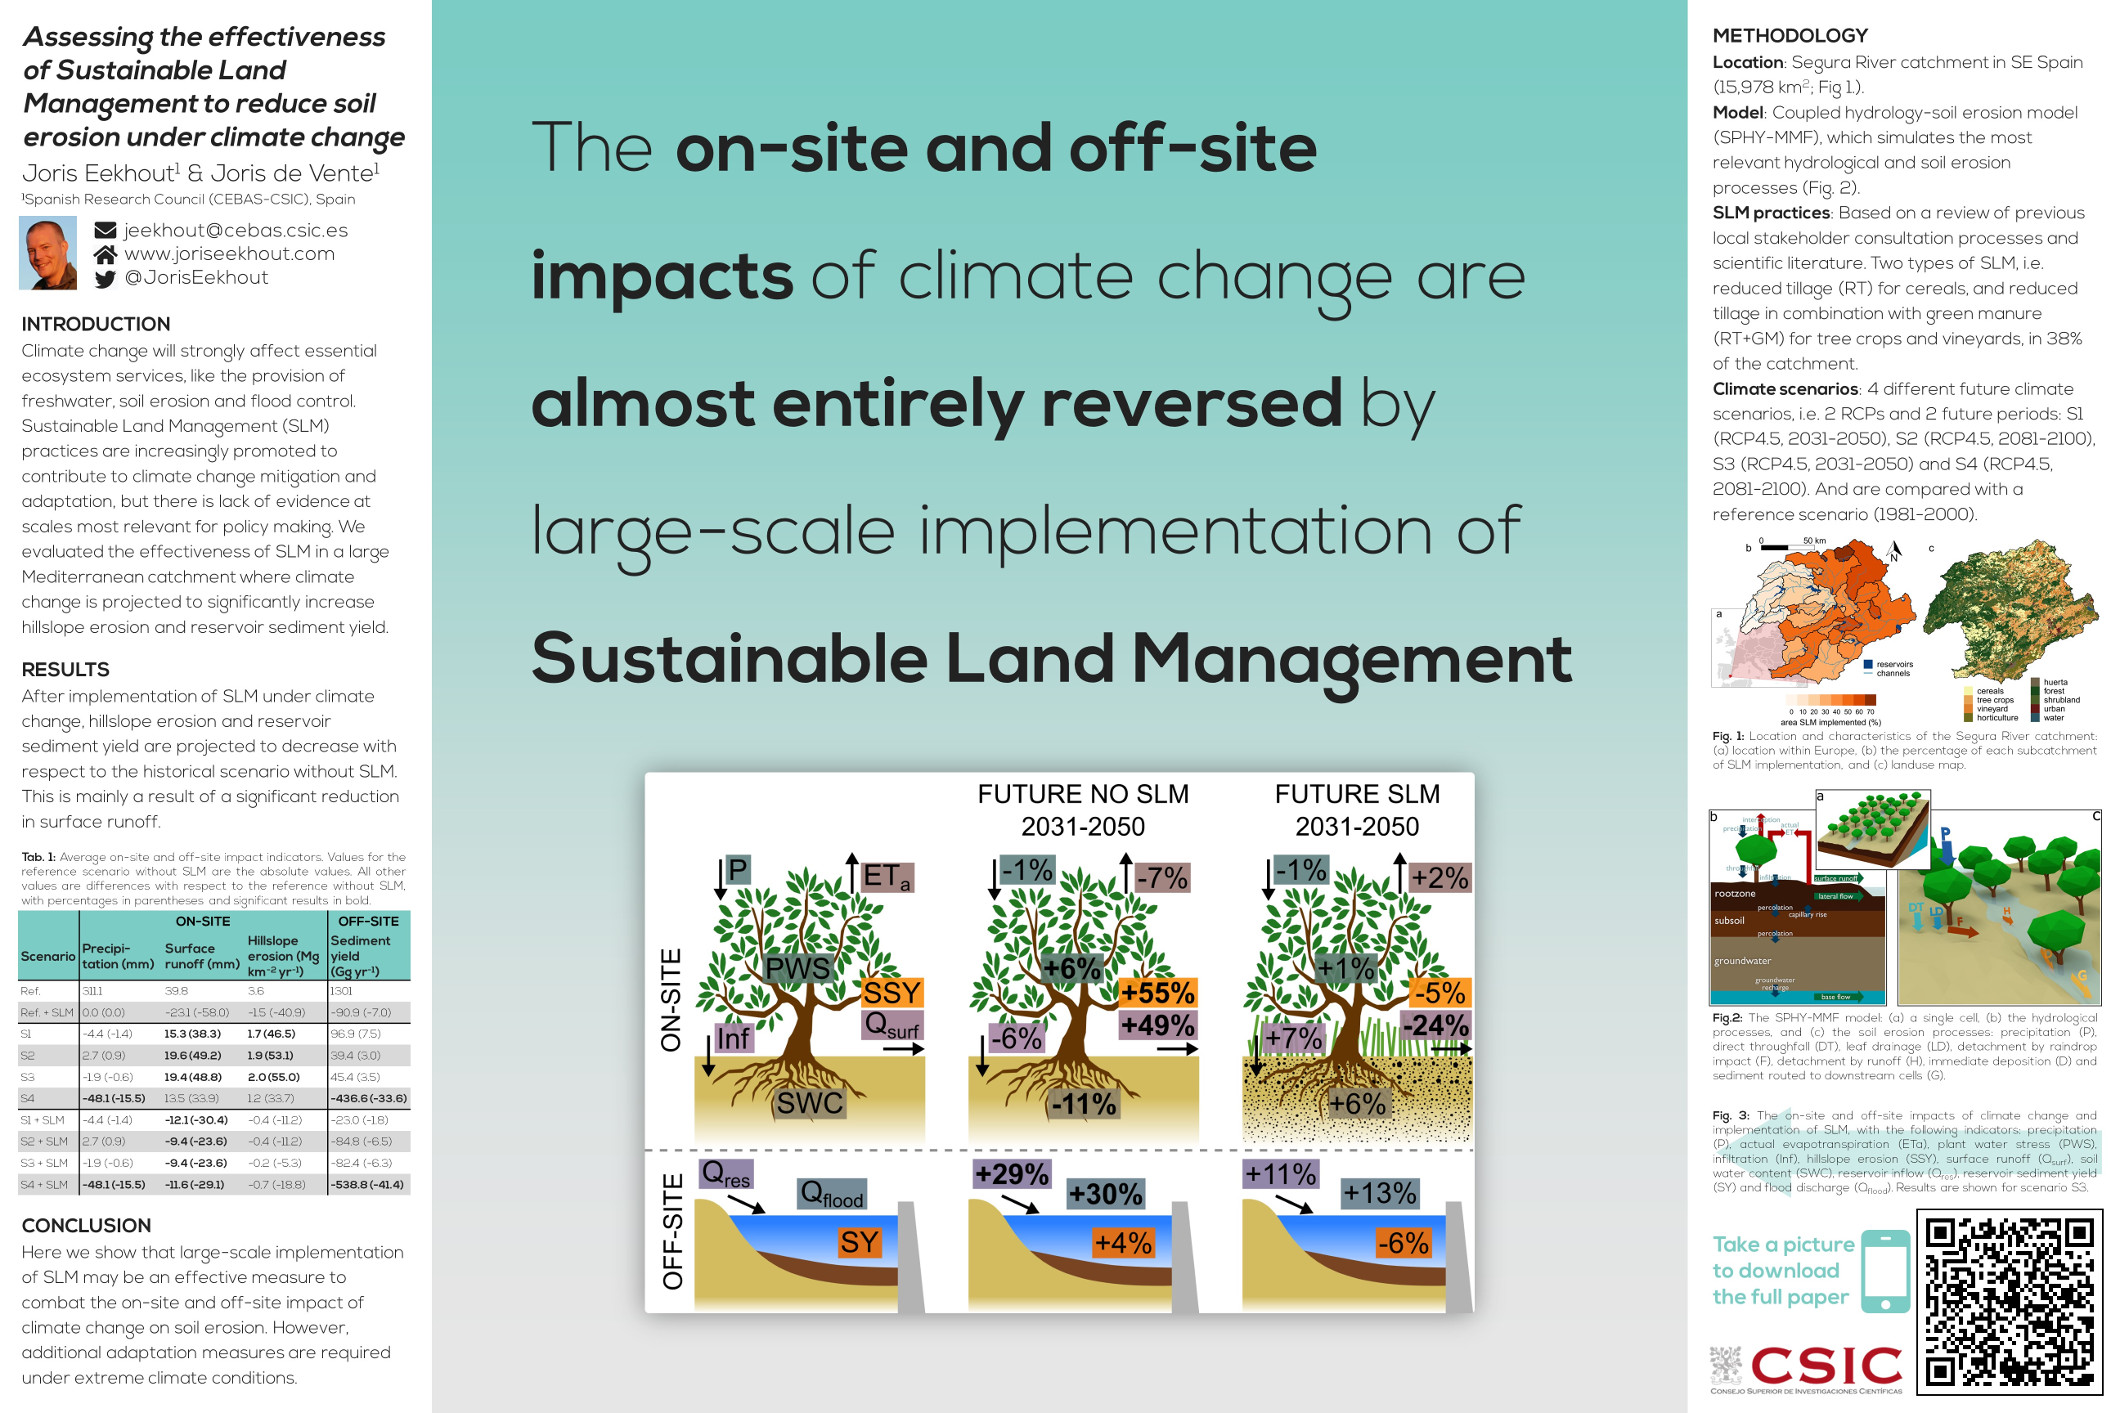 Assessing the effectiveness
of Sustainable Land
Management to reduce soil
erosion under climate change
Joris Eekhout¹ & Joris de Vente¹
¹Spanish Research Council (CEBAS-CSIC), Spain
jeekhout@cebas.csic.es
www.joriseekhout.com
@JorisEekhout
INTRODUCTION
Climate change will strongly affect essential
ecosystem services, like the provision of
freshwater, soil erosion and flood control.
Sustainable Land Management (SLM)
practices are increasingly promoted to
contribute to climate change mitigation and
adaptation, but there is lack of evidence at
scales most relevant for policy making. We
evaluated the effectiveness of SLM in a large
Mediterranean catchment where climate
change is projected to significantly increase
hillslope erosion and reservoir sediment yield.
RESULTS
After implementation of SLM under climate
change, hillslope erosion and reservoir
sediment yield are projected to decrease with
respect to the historical scenario without SLM.
This is mainly a result of a significant reduction
in surface runoff.
Tab. 1: Average on-site and off-site impact indicators. Values for the
reference scenario without SLM are the absolute values. All other
values are differences with respect to the reference without SLM,
with percentages in parentheses and significant results in bold.
ON-SITE OFF-SITE
Scenario Precipi-tation (mm) Surface runoff (mm) Hillslope erosion (Mg km⁻² yr⁻¹) Sediment yield (Gg yr⁻¹)
Ref. 311.1 39.8 3.6 1301
Ref. + SLM 0.0 (0.0) -23.1 (-58.0) -1.5 (-40.9) -90.9 (-7.0)
S1 -4.4 (-1.4) 15.3 (38.3) 1.7 (46.5) 96.9 (7.5)
S2 2.7 (0.9) 19.6 (49.2) 1.9 (53.1) 39.4 (3.0)
S3 -1.9 (-0.6) 19.4 (48.8) 2.0 (55.0) 45.4 (3.5)
S4 -48.1 (-15.5) 13.5 (33.9) 1.2 (33.7) -436.6 (-33.6)
S1 + SLM -4.4 (-1.4) -12.1 (-30.4) -0.4 (-11.2) -23.0 (-1.8)
S2 + SLM 2.7 (0.9) -9.4 (-23.6) -0.4 (-11.2) -84.8 (-6.5)
S3 + SLM -1.9 (-0.6) -9.4 (-23.6) -0.2 (-5.3) -82.4 (-6.3)
S4 + SLM -48.1 (-15.5) -11.6 (-29.1) -0.7 (-18.8) -538.8 (-41.4)
CONCLUSION
Here we show that large-scale implementation
of SLM may be an effective measure to
combat the on-site and off-site impact of
climate change on soil erosion. However,
additional adaptation measures are required
under extreme climate conditions.
The on-site and off-site
impacts of climate change are
almost entirely reversed by
large-scale implementation of
Sustainable Land Management
FUTURE NO SLM
2031-2050
FUTURE SLM
2031-2050
ON-SITE
P
ETa
PWS
SSY
Qsurf
Inf
SWC
-1%
-7%
+6%
+55%
+49%
-6%
-11%
-1%
+2%
+1%
-5%
-24%
+7%
+6%
OFF-SITE
Qres
Qflood
SY
+29%
+30%
+4%
+11%
+13%
-6%
METHODOLOGY
Location: Segura River catchment in SE Spain
(15,978 km²; Fig 1.).
Model: Coupled hydrology-soil erosion model
(SPHY-MMF), which simulates the most
relevant hydrological and soil erosion
processes (Fig. 2).
SLM practices: Based on a review of previous
local stakeholder consultation processes and
scientific literature. Two types of SLM, i.e.
reduced tillage (RT) for cereals, and reduced
tillage in combination with green manure
(RT+GM) for tree crops and vineyards, in 38%
of the catchment.
Climate scenarios: 4 different future climate
scenarios, i.e. 2 RCPs and 2 future periods: S1
(RCP4.5, 2031-2050), S2 (RCP4.5, 2081-2100),
S3 (RCP4.5, 2031-2050) and S4 (RCP4.5,
2081-2100). And are compared with a
reference scenario (1981-2000).
b 0 50 km N c
a
reservoirs
channels
0 10 20 30 40 50 60 70
area SLM implemented (%)
cereals
tree crops
vineyard
horticulture
huerta
forest
shrubland
urban
water
Fig. 1: Location and characteristics of the Segura River catchment:
(a) location within Europe, (b) the percentage of each subcatchment
of SLM implementation, and (c) landuse map.
a
b
c
interception
precipitation
actual
ET
surface runoff
rootzone
lateral flow
percolation
capillary rise
subsoil
percolation
groundwater
groundwater
recharge
base flow
P
DT
LD
F
H
D
G
Fig.2: The SPHY-MMF model: (a) a single cell, (b) the hydrological
processes, and (c) the soil erosion processes: precipitation (P),
direct throughfall (DT), leaf drainage (LD), detachment by raindrop
impact (F), detachment by runoff (H), immediate deposition (D) and
sediment routed to downstream cells (G).
Fig. 3: The on-site and off-site impacts of climate change and
implementation of SLM, with the following indicators: precipitation
(P), actual evapotranspiration (ETa), plant water stress (PWS),
infiltration (Inf), hillslope erosion (SSY), surface runoff (Qsurf), soil
water content (SWC), reservoir inflow (Qres), reservoir sediment yield
(SY) and flood discharge (Qflood). Results are shown for scenario S3.
Take a picture
to download
the full paper
CSIC
CONSEJO SUPERIOR DE INVESTIGACIONES CIENTÍFICAS